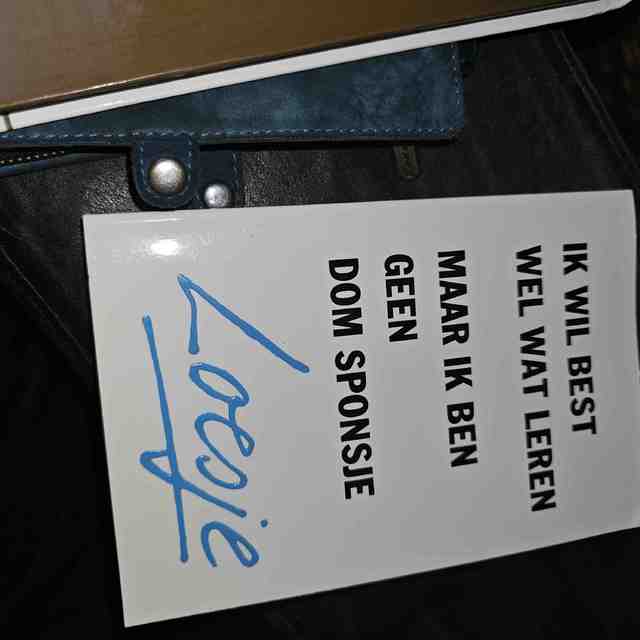 IK WIL BEST
WEL WAT LEREN
MAAR IK BEN
GEEN
DOM SPONSJE
Loesje